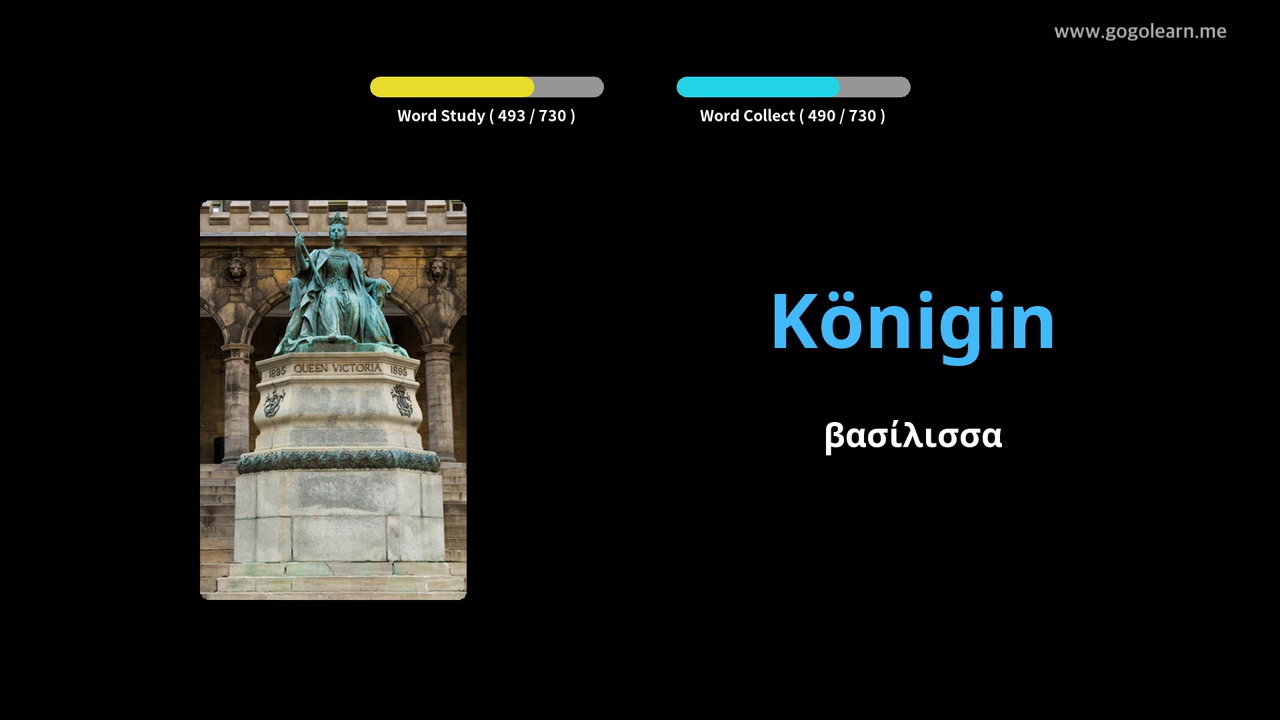 www.gogolearn.me
Word Study ( 493 / 730 )
Word Collect ( 490 / 730 )
Königin
βασίλισσα
1895 QUEEN VICTORIA 1895